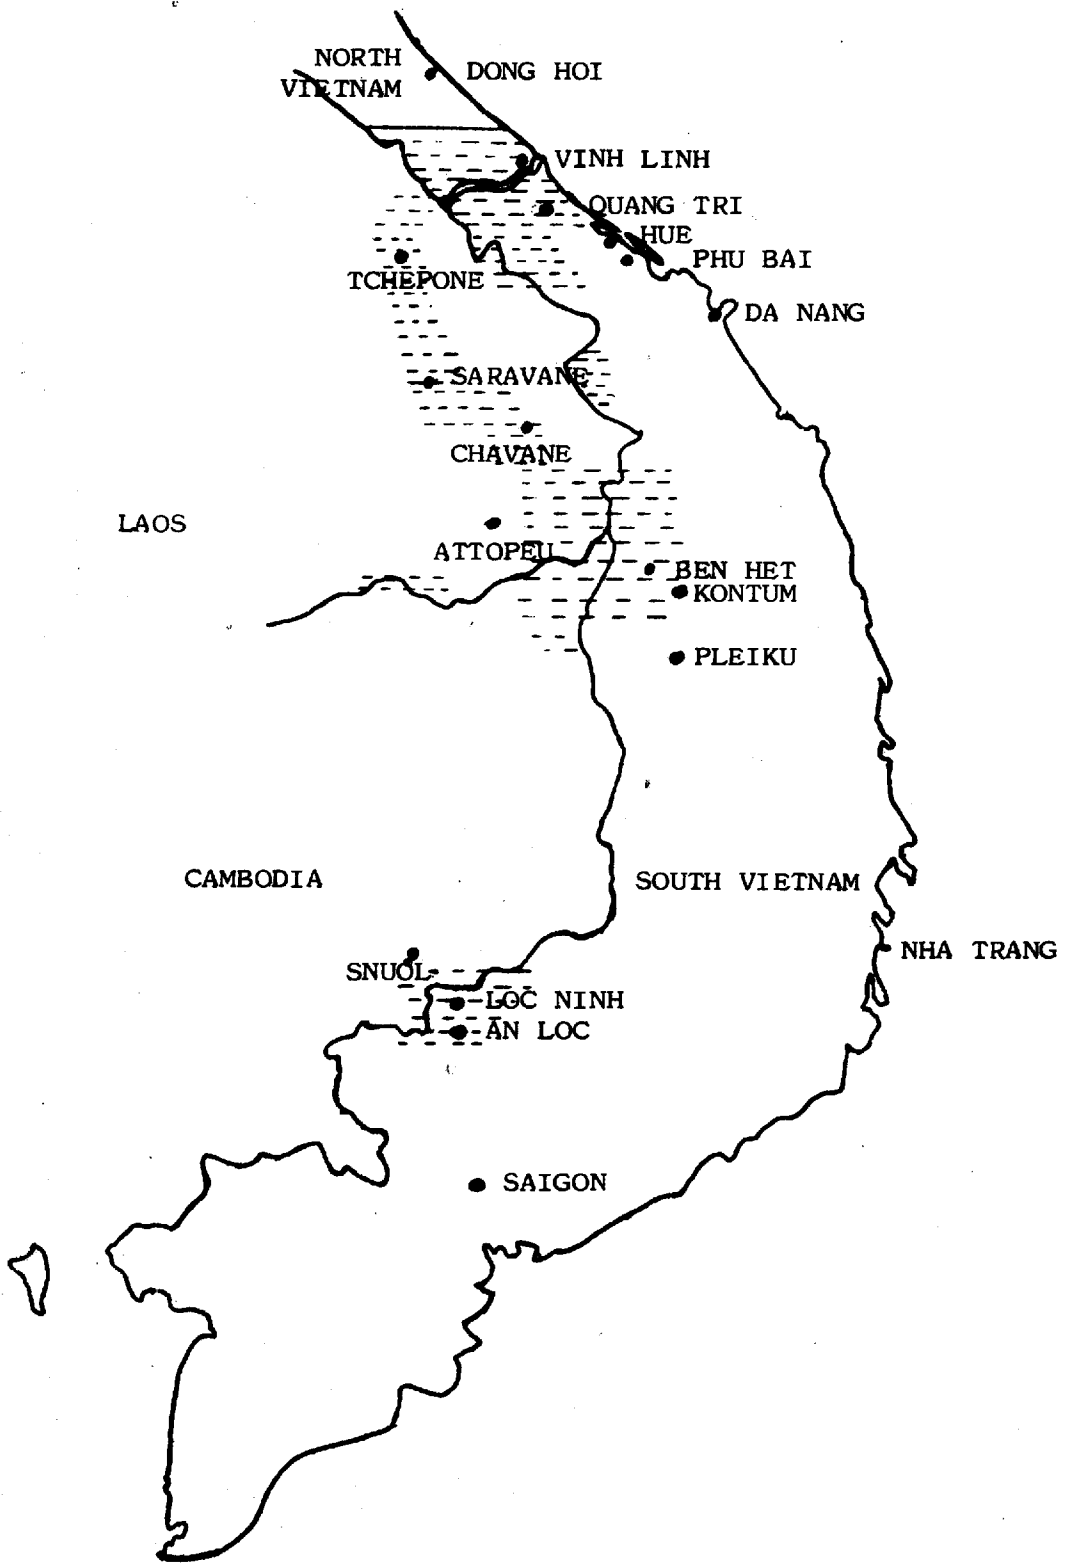 NORTH
VIETNAM
DONG HOI
VINH LINH
QUANG TRI
HUE
PHU BAI
TCHEPONE
DA NANG
SARAVANE
CHAVANE
LAOS
ATTOPEU
BEN HET
KONTUM
PLEIKU
CAMBODIA
SOUTH VIETNAM
NHA TRANG
SNUOL
LOC NINH
AN LOC
SAIGON